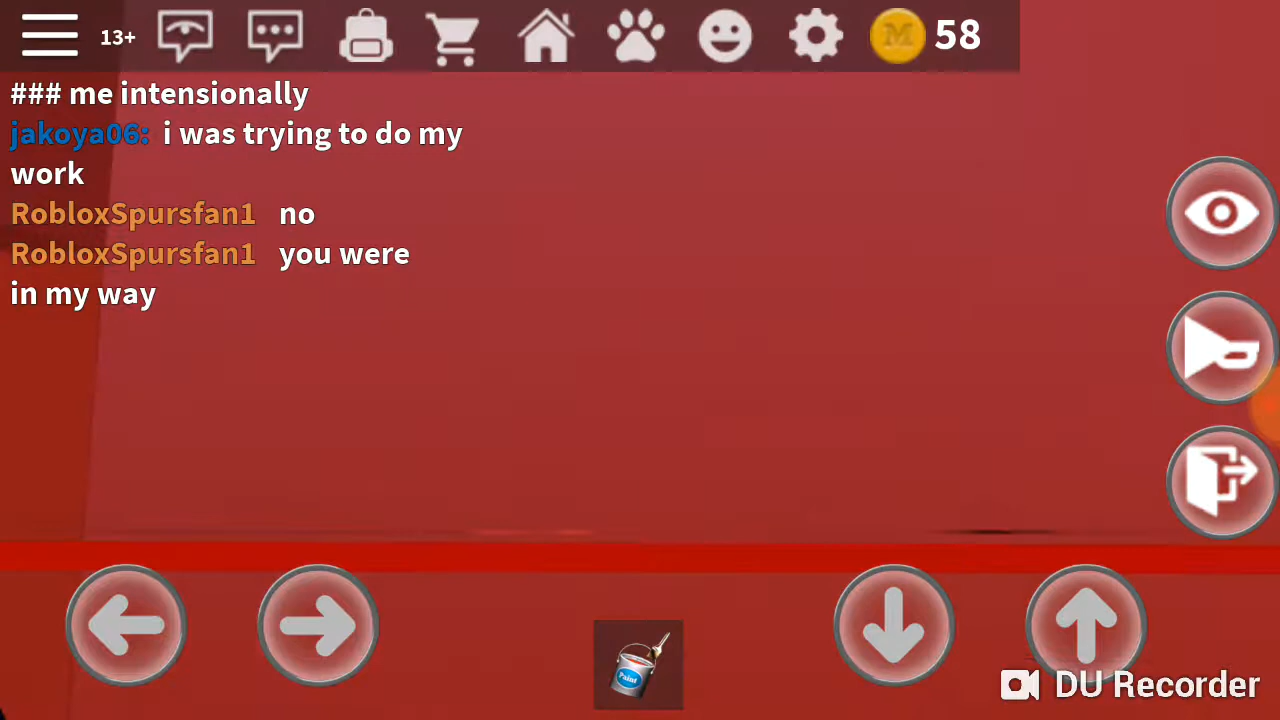 13+
58
### me intensionally
jakoya06: i was trying to do my
work
RobloxSpursfan1 no
RobloxSpursfan1 you were
in my way
Paint
DU Recorder